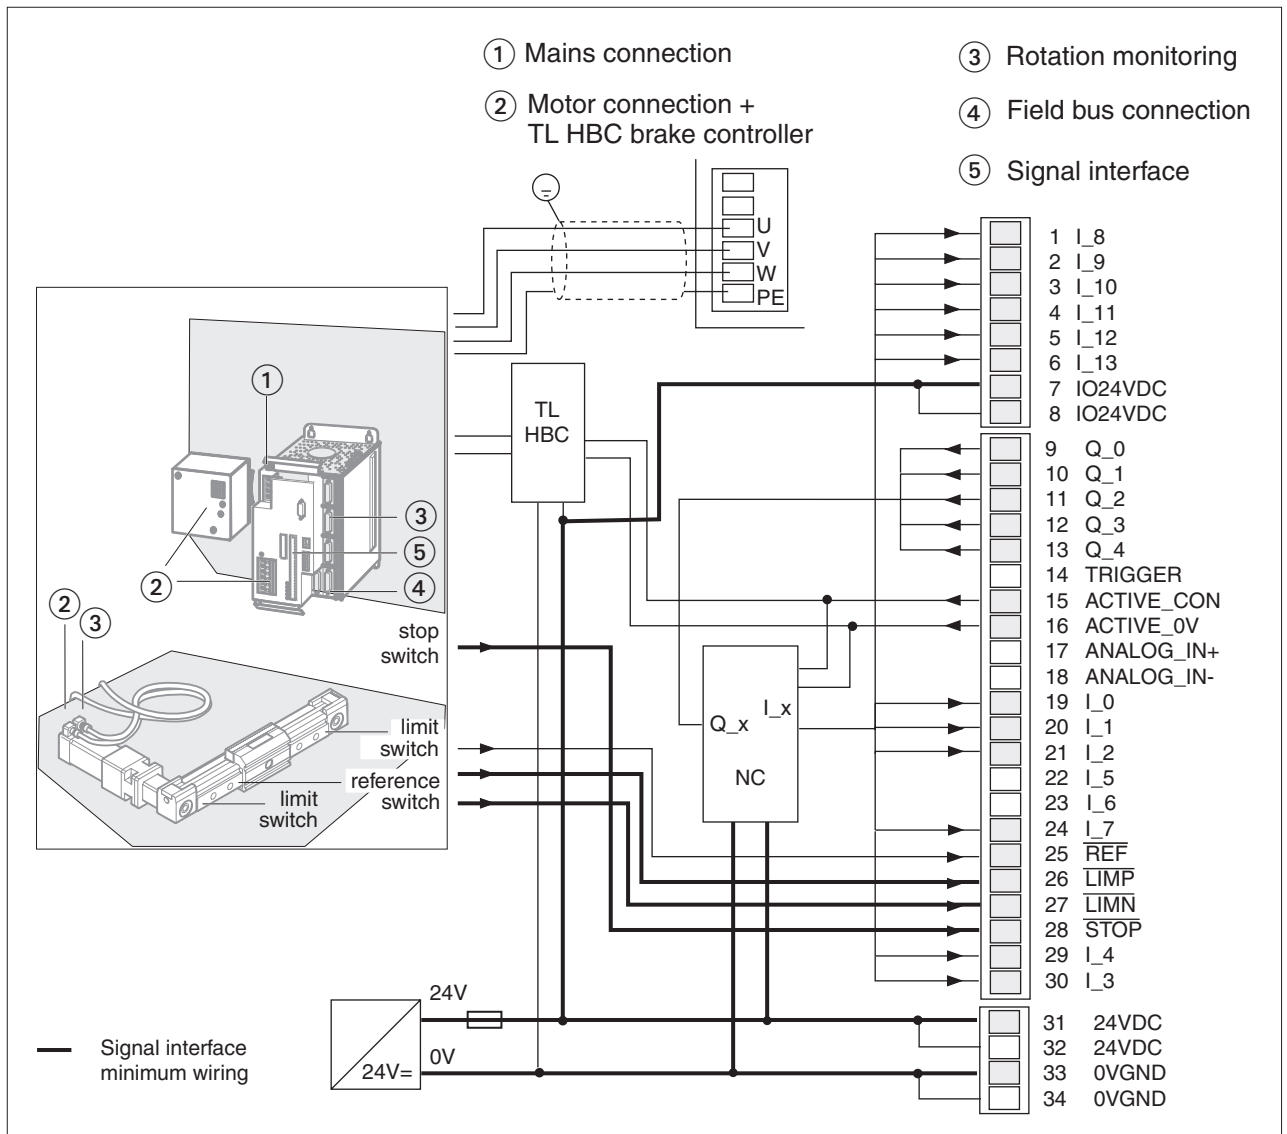 ① Mains connection
② Motor connection +
TL HBC brake controller
③ Rotation monitoring
④ Field bus connection
⑤ Signal interface
U
V
W
PE
1 I_8
2 I_9
3 I_10
4 I_11
5 I_12
6 I_13
7 IO24VDC
8 IO24VDC
9 Q_0
10 Q_1
11 Q_2
12 Q_3
13 Q_4
14 TRIGGER
15 ACTIVE_CON
16 ACTIVE_0V
17 ANALOG_IN+
18 ANALOG_IN-
19 I_0
20 I_1
21 I_2
22 I_5
23 I_6
24 I_7
25 REF
26 LIMP
27 LIMN
28 STOP
29 I_4
30 I_3
31 24VDC
32 24VDC
33 0VGND
34 0VGND
TL
HBC
Q_x
I_x
NC
①
③
⑤
②
④
②
③
stop
switch
limit
switch
reference
switch
limit
switch
24V
0V
24V=
Signal interface
minimum wiring